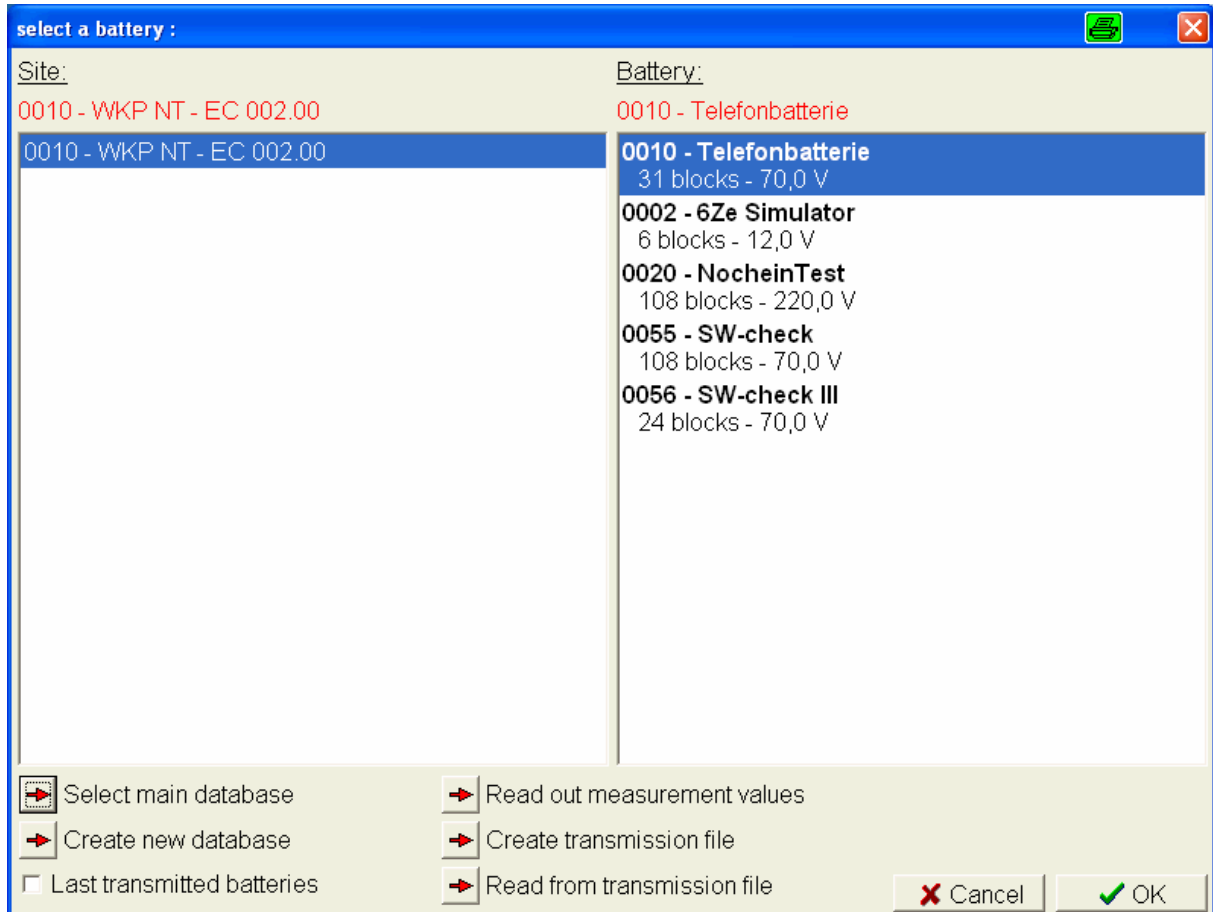 select a battery :
Site:
0010 - WKP NT - EC 002.00
0010 - WKP NT - EC 002.00
Battery:
0010 - Telefonbatterie
0010 - Telefonbatterie
31 blocks - 70,0 V
0002 - 6Ze Simulator
6 blocks - 12,0 V
0020 - NocheinTest
108 blocks - 220,0 V
0055 - SW-check
108 blocks - 70,0 V
0056 - SW-check III
24 blocks - 70,0 V
Select main database
Create new database
Last transmitted batteries
Read out measurement values
Create transmission file
Read from transmission file
Cancel
OK